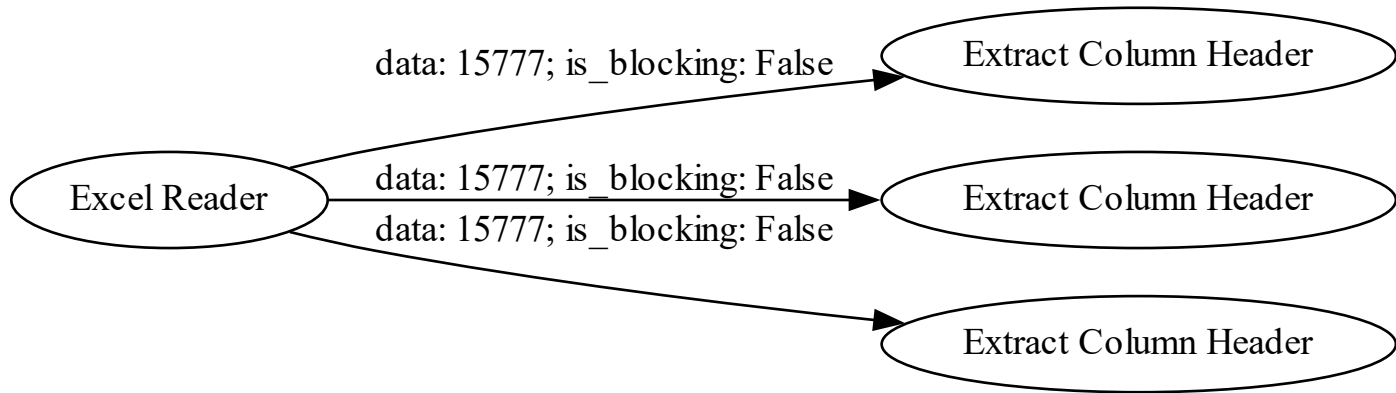 data: 15777; is_blocking: False
Extract Column Header
Excel Reader
data: 15777; is_blocking: False
Extract Column Header
data: 15777; is_blocking: False
Extract Column Header